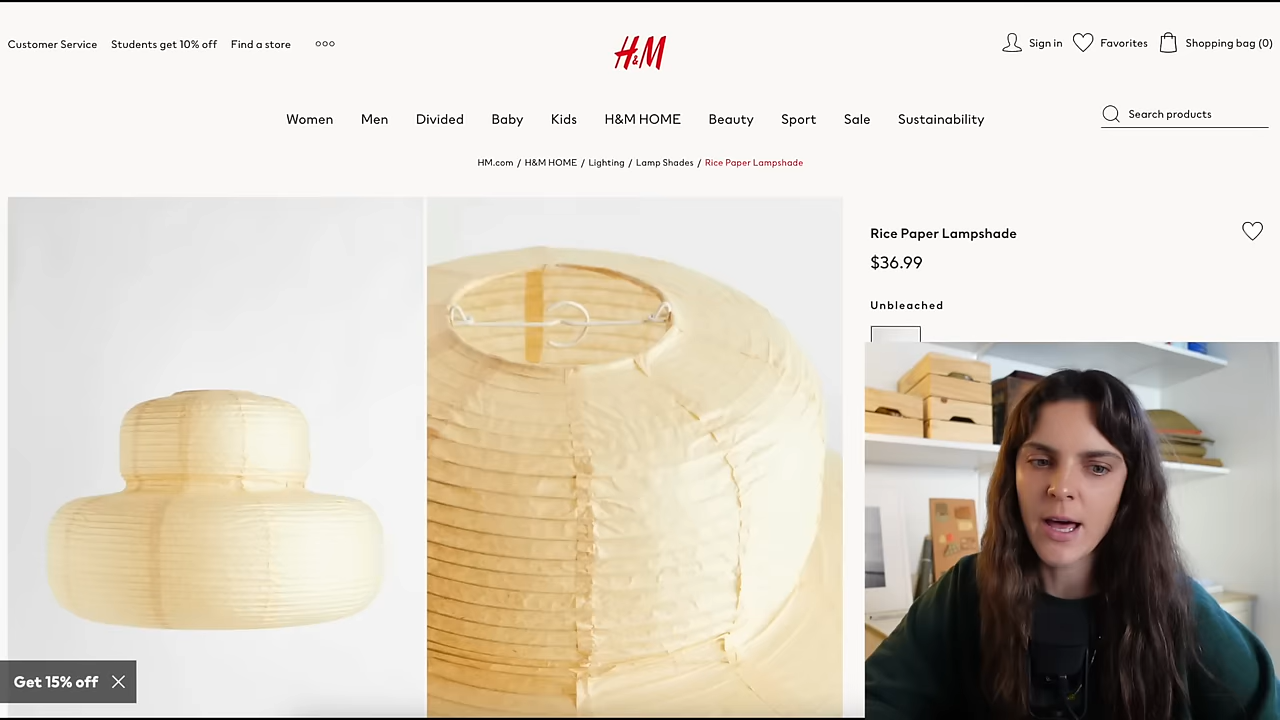 Customer Service Students get 10% off Find a store
H&M
Sign in Favorites Shopping bag (0)
Women Men Divided Baby Kids H&M HOME Beauty Sport Sale Sustainability
Search products
HM.com / H&M HOME / Lighting / Lamp Shades / Rice Paper Lampshade
Rice Paper Lampshade
$36.99
Unbleached
Get 15% off